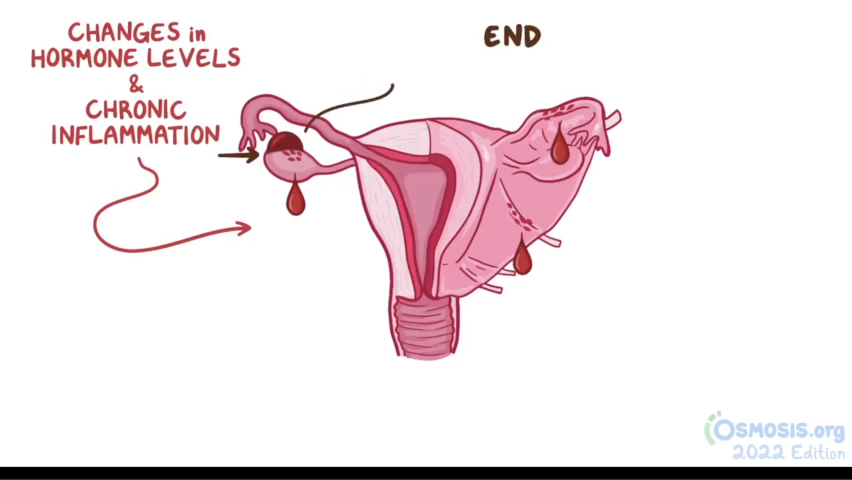 CHANGES in
HORMONE LEVELS
&
CHRONIC
INFLAMMATION
END
OSMOSIS.org
2022 Edition